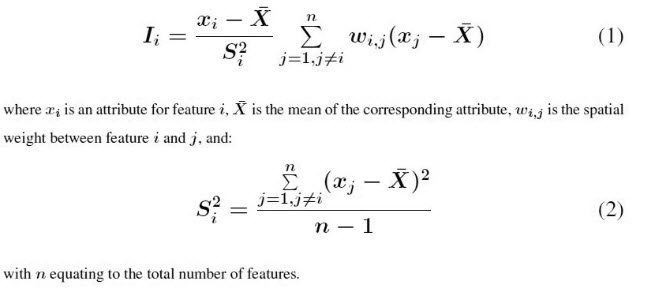 I_i = \frac{x_i - \bar{X}}{S_i^2} \sum_{j=1, j \neq i}^{n} w_{i,j}(x_j - \bar{X}) (1)
where x_i is an attribute for feature i, \bar{X} is the mean of the corresponding attribute, w_{i,j} is the spatial
weight between feature i and j, and:
S_i^2 = \frac{\sum_{j=1, j \neq i}^{n} (x_j - \bar{X})^2}{n - 1} (2)
with n equating to the total number of features.